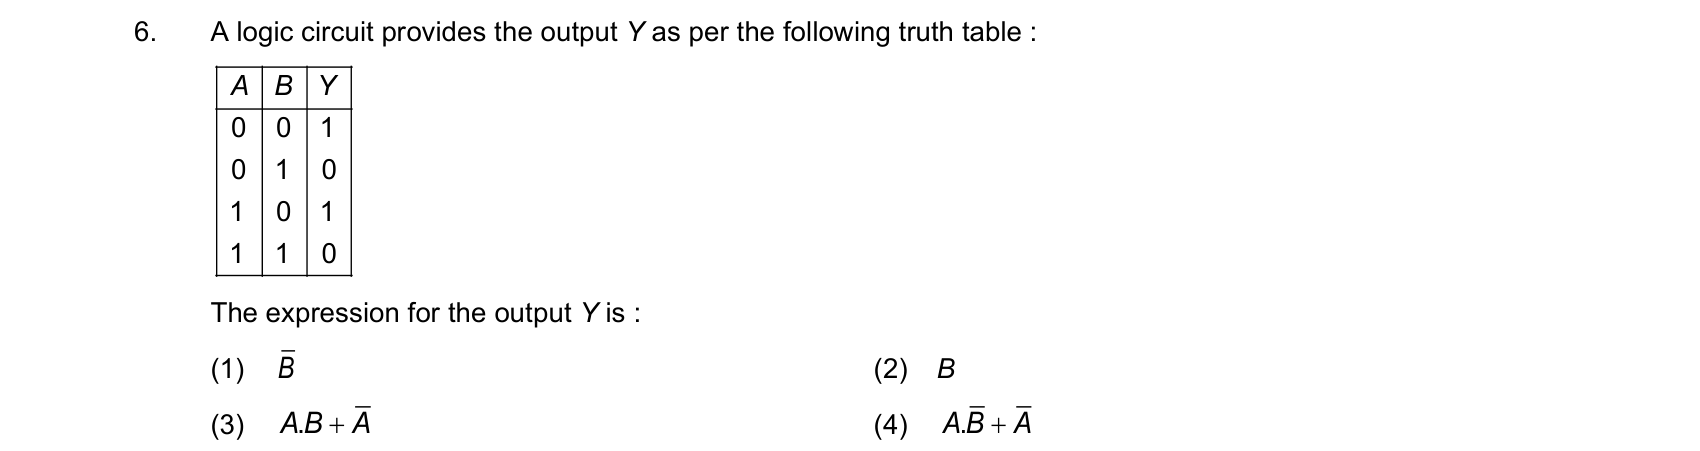 6. A logic circuit provides the output Y as per the following truth table :
A B Y
0 0 1
0 1 0
1 0 1
1 1 0
The expression for the output Y is :
(1) B̅ (2) B
(3) A.B + A̅ (4) A.B̅ + A̅